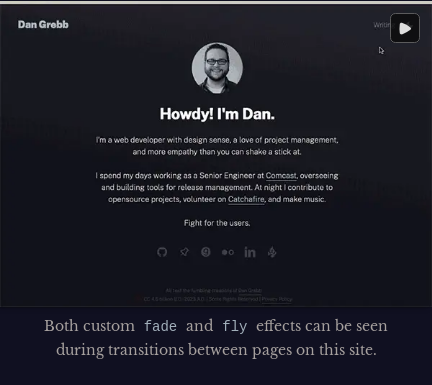 Dan Grebb
Howdy! I'm Dan.
I'm a web developer with design sense, a love of project management,
and more empathy than you can shake a stick at.
I spend my days working as a Senior Engineer at Comcast, overseeing
and building tools for release management. At night I contribute to
opensource projects, volunteer on Catchafire, and make music.
Fight for the users.
Both custom fade and fly effects can be seen
during transitions between pages on this site.